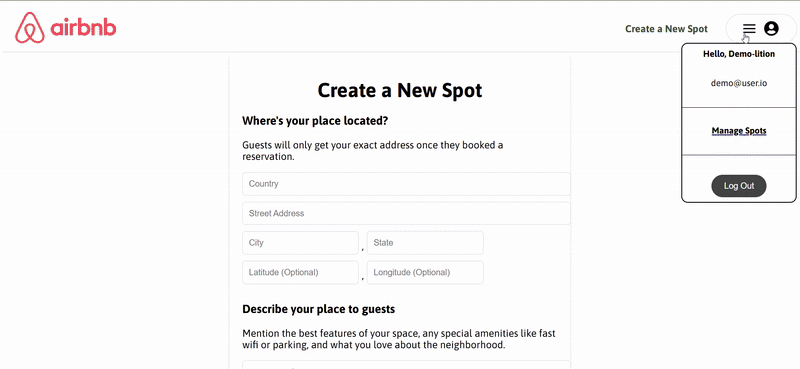 airbnb
Create a New Spot
Hello, Demo-lition
demo@user.io
Manage Spots
Log Out
Create a New Spot
Where's your place located?
Guests will only get your exact address once they booked a
reservation.
Country
Street Address
City , State
Latitude (Optional) , Longitude (Optional)
Describe your place to guests
Mention the best features of your space, any special amenities like fast
wifi or parking, and what you love about the neighborhood.